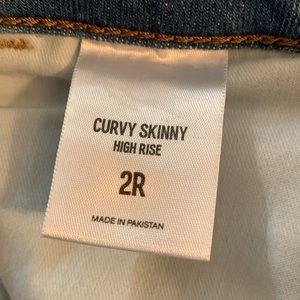 CURVY SKINNY
HIGH RISE
2R
MADE IN PAKISTAN